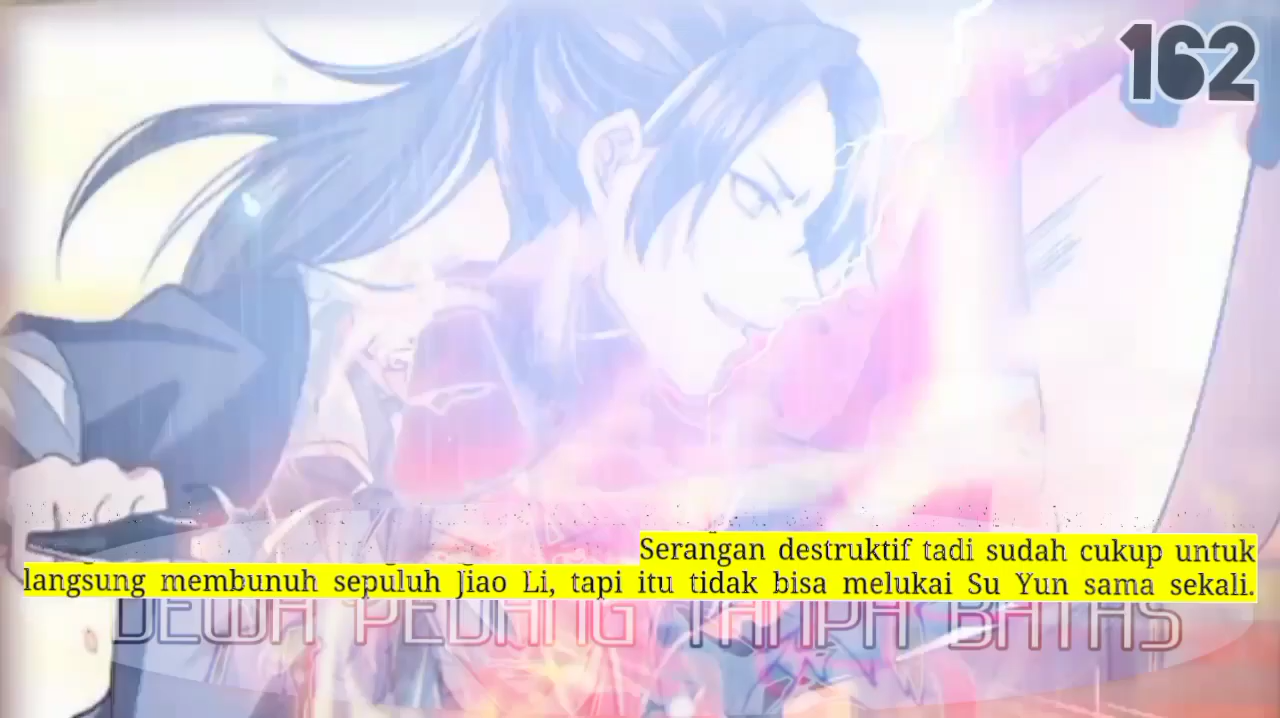 162
Serangan destruktif tadi sudah cukup untuk
langsung membunuh sepuluh Jiao Li, tapi itu tidak bisa melukai Su Yun sama sekali.
DEWA PEDANG TANPA BATAS